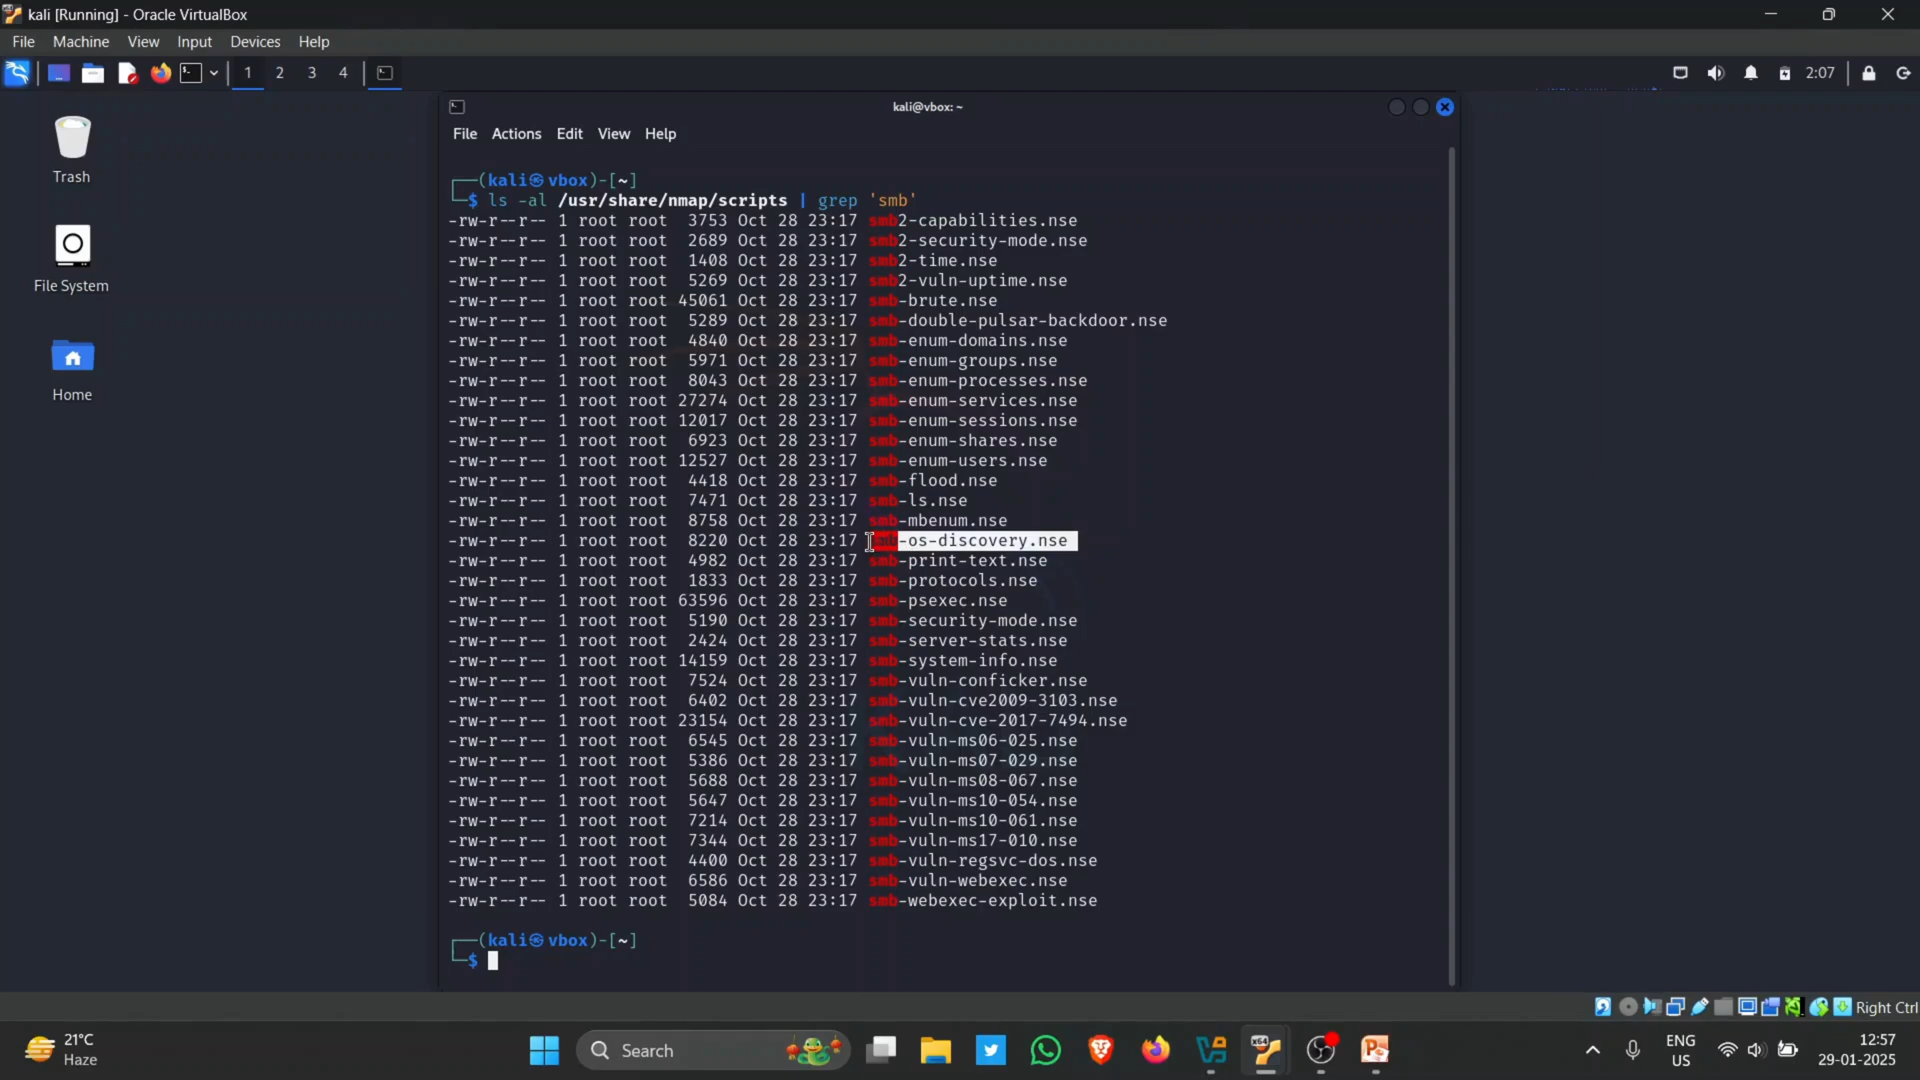 kali [Running] - Oracle VirtualBox
File Machine View Input Devices Help
1 2 3 4
2:07
Trash
File System
Home
kali@vbox: ~
File Actions Edit View Help
┌──(kali㉿vbox)-[~]
└─$ ls -al /usr/share/nmap/scripts | grep 'smb'
-rw-r--r-- 1 root root 3753 Oct 28 23:17 smb2-capabilities.nse
-rw-r--r-- 1 root root 2689 Oct 28 23:17 smb2-security-mode.nse
-rw-r--r-- 1 root root 1408 Oct 28 23:17 smb2-time.nse
-rw-r--r-- 1 root root 5269 Oct 28 23:17 smb2-vuln-uptime.nse
-rw-r--r-- 1 root root 45061 Oct 28 23:17 smb-brute.nse
-rw-r--r-- 1 root root 5289 Oct 28 23:17 smb-double-pulsar-backdoor.nse
-rw-r--r-- 1 root root 4840 Oct 28 23:17 smb-enum-domains.nse
-rw-r--r-- 1 root root 5971 Oct 28 23:17 smb-enum-groups.nse
-rw-r--r-- 1 root root 8043 Oct 28 23:17 smb-enum-processes.nse
-rw-r--r-- 1 root root 27274 Oct 28 23:17 smb-enum-services.nse
-rw-r--r-- 1 root root 12017 Oct 28 23:17 smb-enum-sessions.nse
-rw-r--r-- 1 root root 6923 Oct 28 23:17 smb-enum-shares.nse
-rw-r--r-- 1 root root 12527 Oct 28 23:17 smb-enum-users.nse
-rw-r--r-- 1 root root 4418 Oct 28 23:17 smb-flood.nse
-rw-r--r-- 1 root root 7471 Oct 28 23:17 smb-ls.nse
-rw-r--r-- 1 root root 8758 Oct 28 23:17 smb-mbenum.nse
-rw-r--r-- 1 root root 8220 Oct 28 23:17 smb-os-discovery.nse
-rw-r--r-- 1 root root 4982 Oct 28 23:17 smb-print-text.nse
-rw-r--r-- 1 root root 1833 Oct 28 23:17 smb-protocols.nse
-rw-r--r-- 1 root root 63596 Oct 28 23:17 smb-psexec.nse
-rw-r--r-- 1 root root 5190 Oct 28 23:17 smb-security-mode.nse
-rw-r--r-- 1 root root 2424 Oct 28 23:17 smb-server-stats.nse
-rw-r--r-- 1 root root 14159 Oct 28 23:17 smb-system-info.nse
-rw-r--r-- 1 root root 7524 Oct 28 23:17 smb-vuln-conficker.nse
-rw-r--r-- 1 root root 6402 Oct 28 23:17 smb-vuln-cve2009-3103.nse
-rw-r--r-- 1 root root 23154 Oct 28 23:17 smb-vuln-cve-2017-7494.nse
-rw-r--r-- 1 root root 6545 Oct 28 23:17 smb-vuln-ms06-025.nse
-rw-r--r-- 1 root root 5386 Oct 28 23:17 smb-vuln-ms07-029.nse
-rw-r--r-- 1 root root 5688 Oct 28 23:17 smb-vuln-ms08-067.nse
-rw-r--r-- 1 root root 5647 Oct 28 23:17 smb-vuln-ms10-054.nse
-rw-r--r-- 1 root root 7214 Oct 28 23:17 smb-vuln-ms10-061.nse
-rw-r--r-- 1 root root 7344 Oct 28 23:17 smb-vuln-ms17-010.nse
-rw-r--r-- 1 root root 4400 Oct 28 23:17 smb-vuln-regsvc-dos.nse
-rw-r--r-- 1 root root 6586 Oct 28 23:17 smb-vuln-webexec.nse
-rw-r--r-- 1 root root 5084 Oct 28 23:17 smb-webexec-exploit.nse
┌──(kali㉿vbox)-[~]
└─$
Right Ctrl
21°C
Haze
Search
ENG
US
12:57
29-01-2025